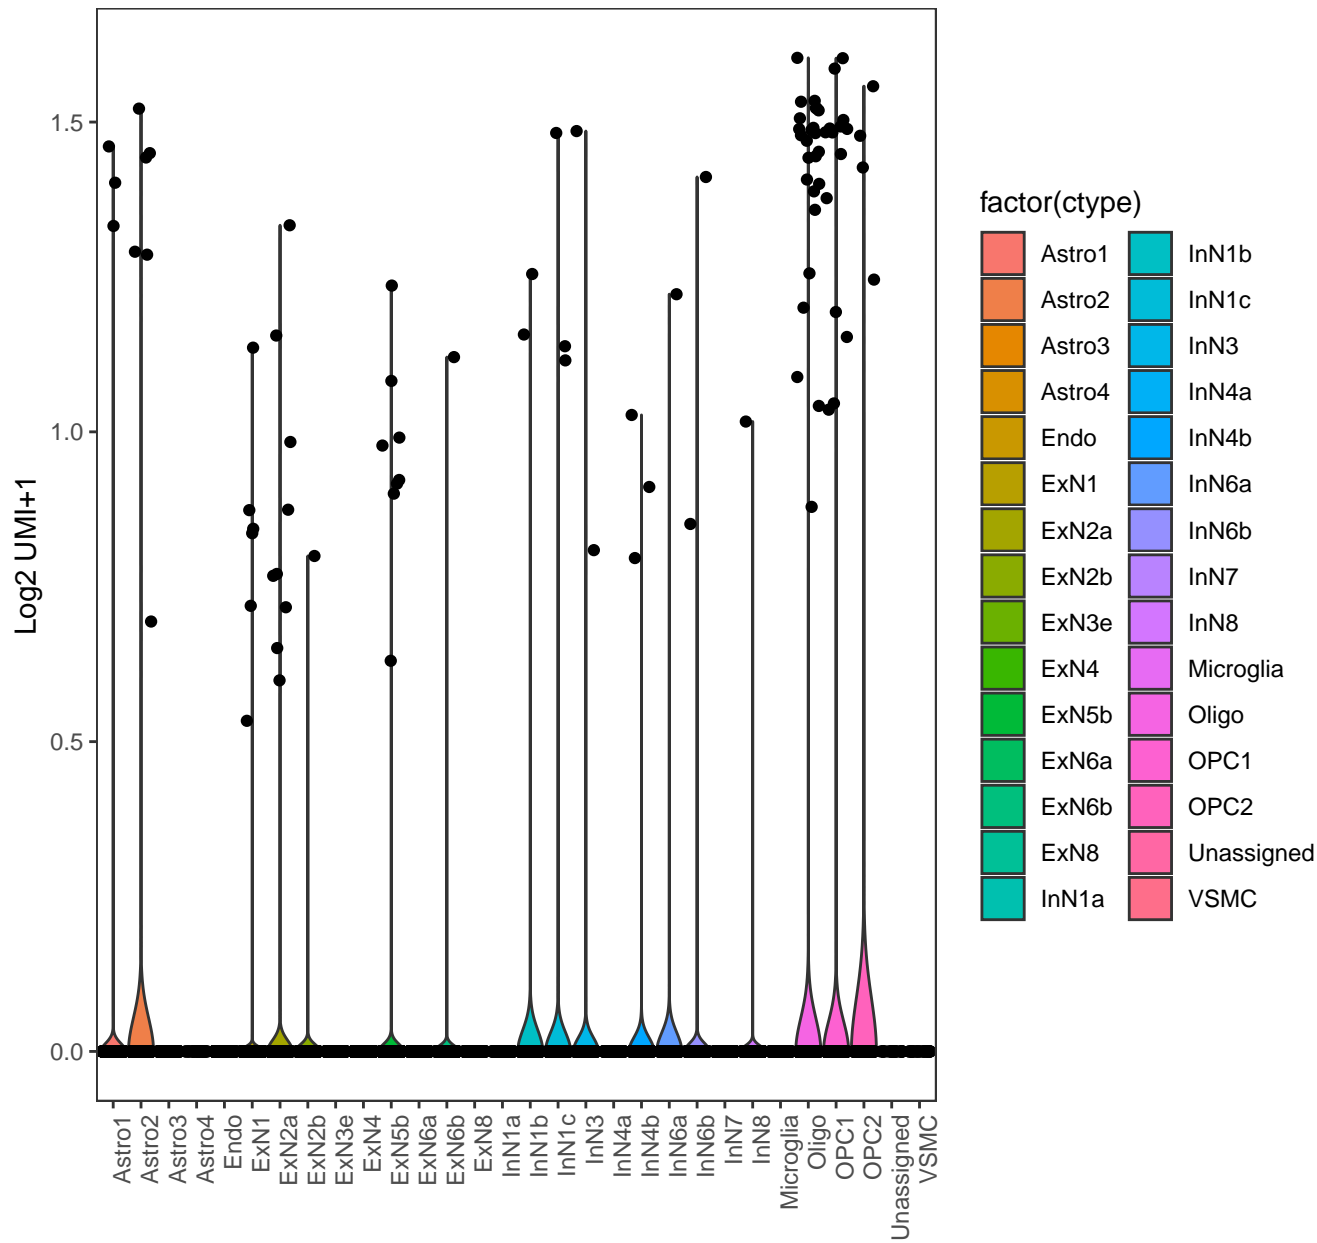 Log2 UMI+1
1.5
1.0
0.5
0.0
Astro1
Astro2
Astro3
Astro4
Endo
ExN1
ExN2a
ExN2b
ExN3e
ExN4
ExN5b
ExN6a
ExN6b
ExN8
InN1a
InN1b
InN1c
InN3
InN4a
InN4b
InN6a
InN6b
InN7
InN8
Microglia
Oligo
OPC1
OPC2
Unassigned
VSMC
factor(ctype)
Astro1
Astro2
Astro3
Astro4
Endo
ExN1
ExN2a
ExN2b
ExN3e
ExN4
ExN5b
ExN6a
ExN6b
ExN8
InN1a
InN1b
InN1c
InN3
InN4a
InN4b
InN6a
InN6b
InN7
InN8
Microglia
Oligo
OPC1
OPC2
Unassigned
VSMC